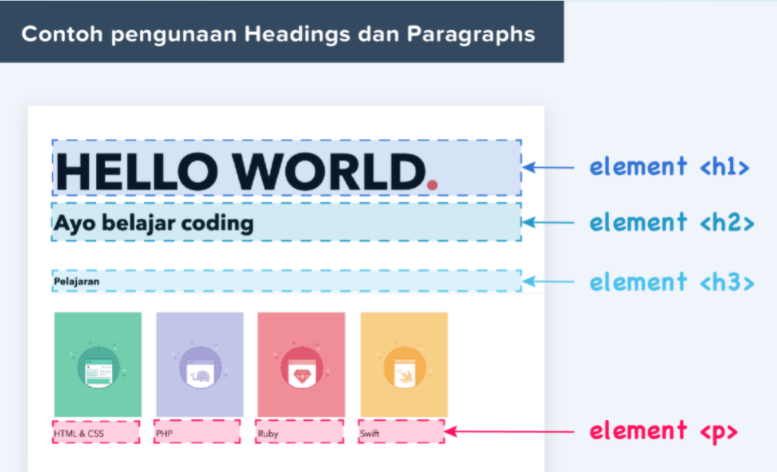 Contoh pengunaan Headings dan Paragraphs
HELLO WORLD.
element <h1>
Ayo belajar coding
element <h2>
Pelajaran
element <h3>
HTML & CSS
PHP
Ruby
Swift
element <p>